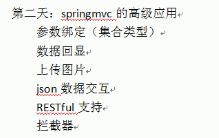 第二天：springmvc 的高级应用
参数绑定（集合类型）
数据回显
上传图片
json 数据交互
RESTful 支持
拦截器